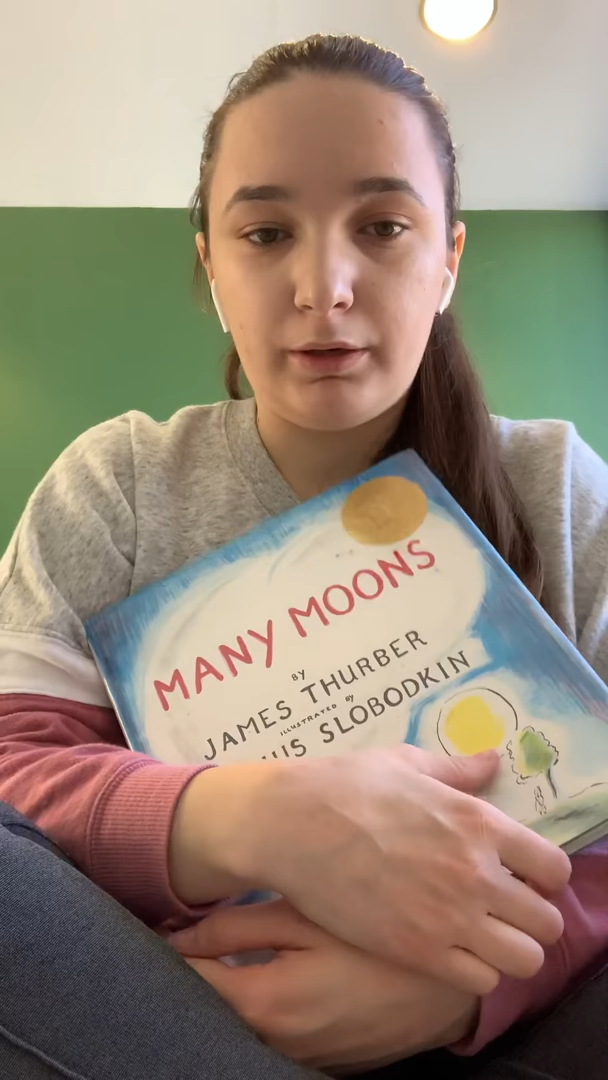 MANY MOONS
BY
JAMES THURBER
ILLUSTRATED BY
SLOBODKIN